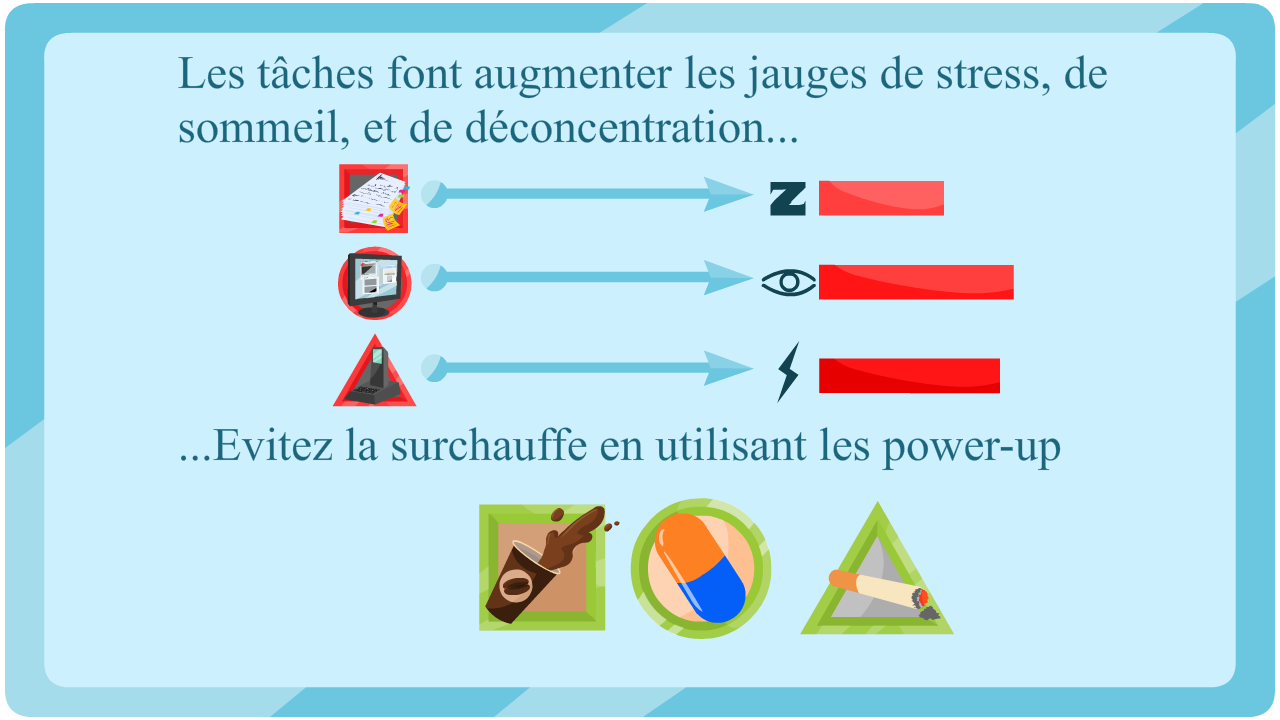 Les tâches font augmenter les jauges de stress, de
sommeil, et de déconcentration...
Z
...Evitez la surchauffe en utilisant les power-up